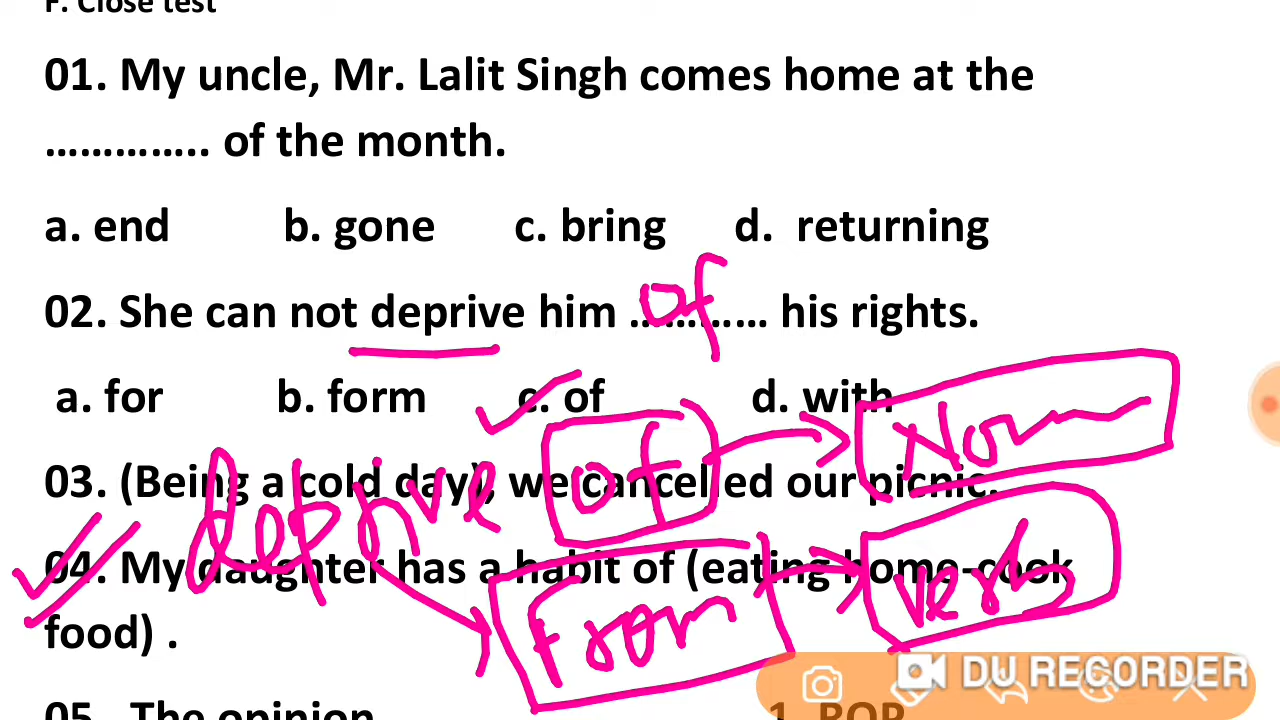 F. Close test
01. My uncle, Mr. Lalit Singh comes home at the
………….. of the month.
a. end b. gone c. bring d. returning
02. She can not deprive him ………… his rights.
of
a. for b. form c. of d. with
03. (Being a cold day), we cancelled our picnic.
deprive of Noun
04. My daughter has a habit of (eating home-cook
food) .
From verb
DU RECORDER
05. The opinion 1. BOP